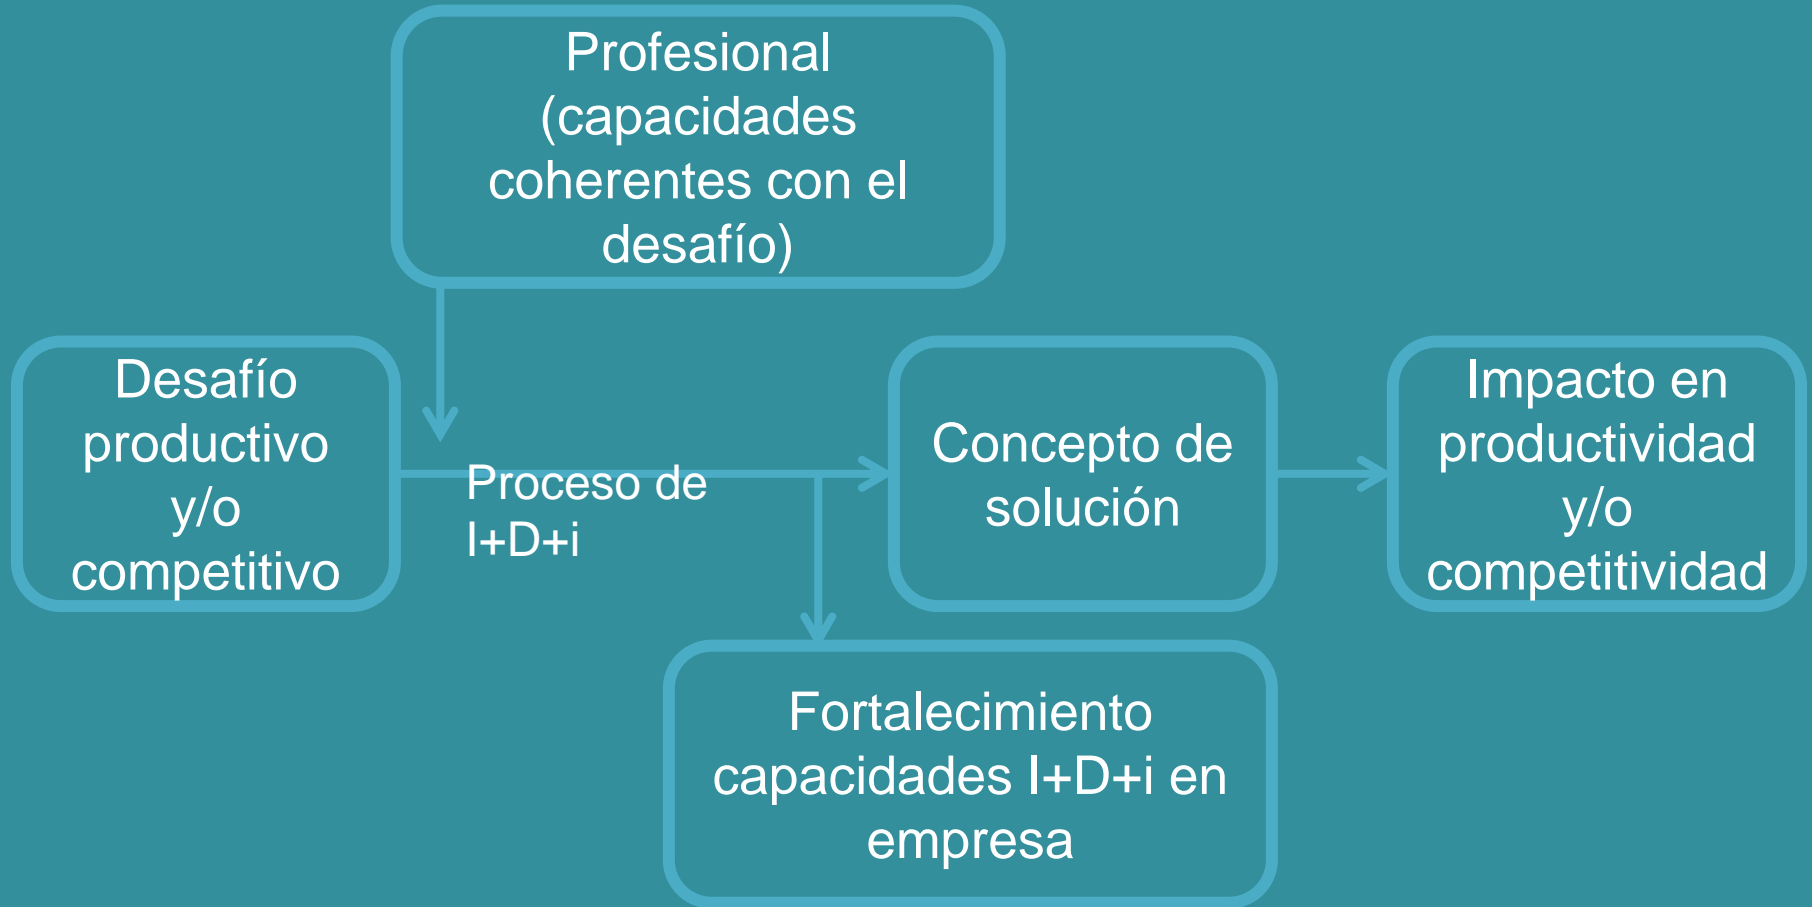 Profesional
(capacidades
coherentes con el
desafío)
Desafío
productivo
y/o
competitivo
Proceso de
I+D+i
Concepto de
solución
Impacto en
productividad
y/o
competitividad
Fortalecimiento
capacidades I+D+i en
empresa